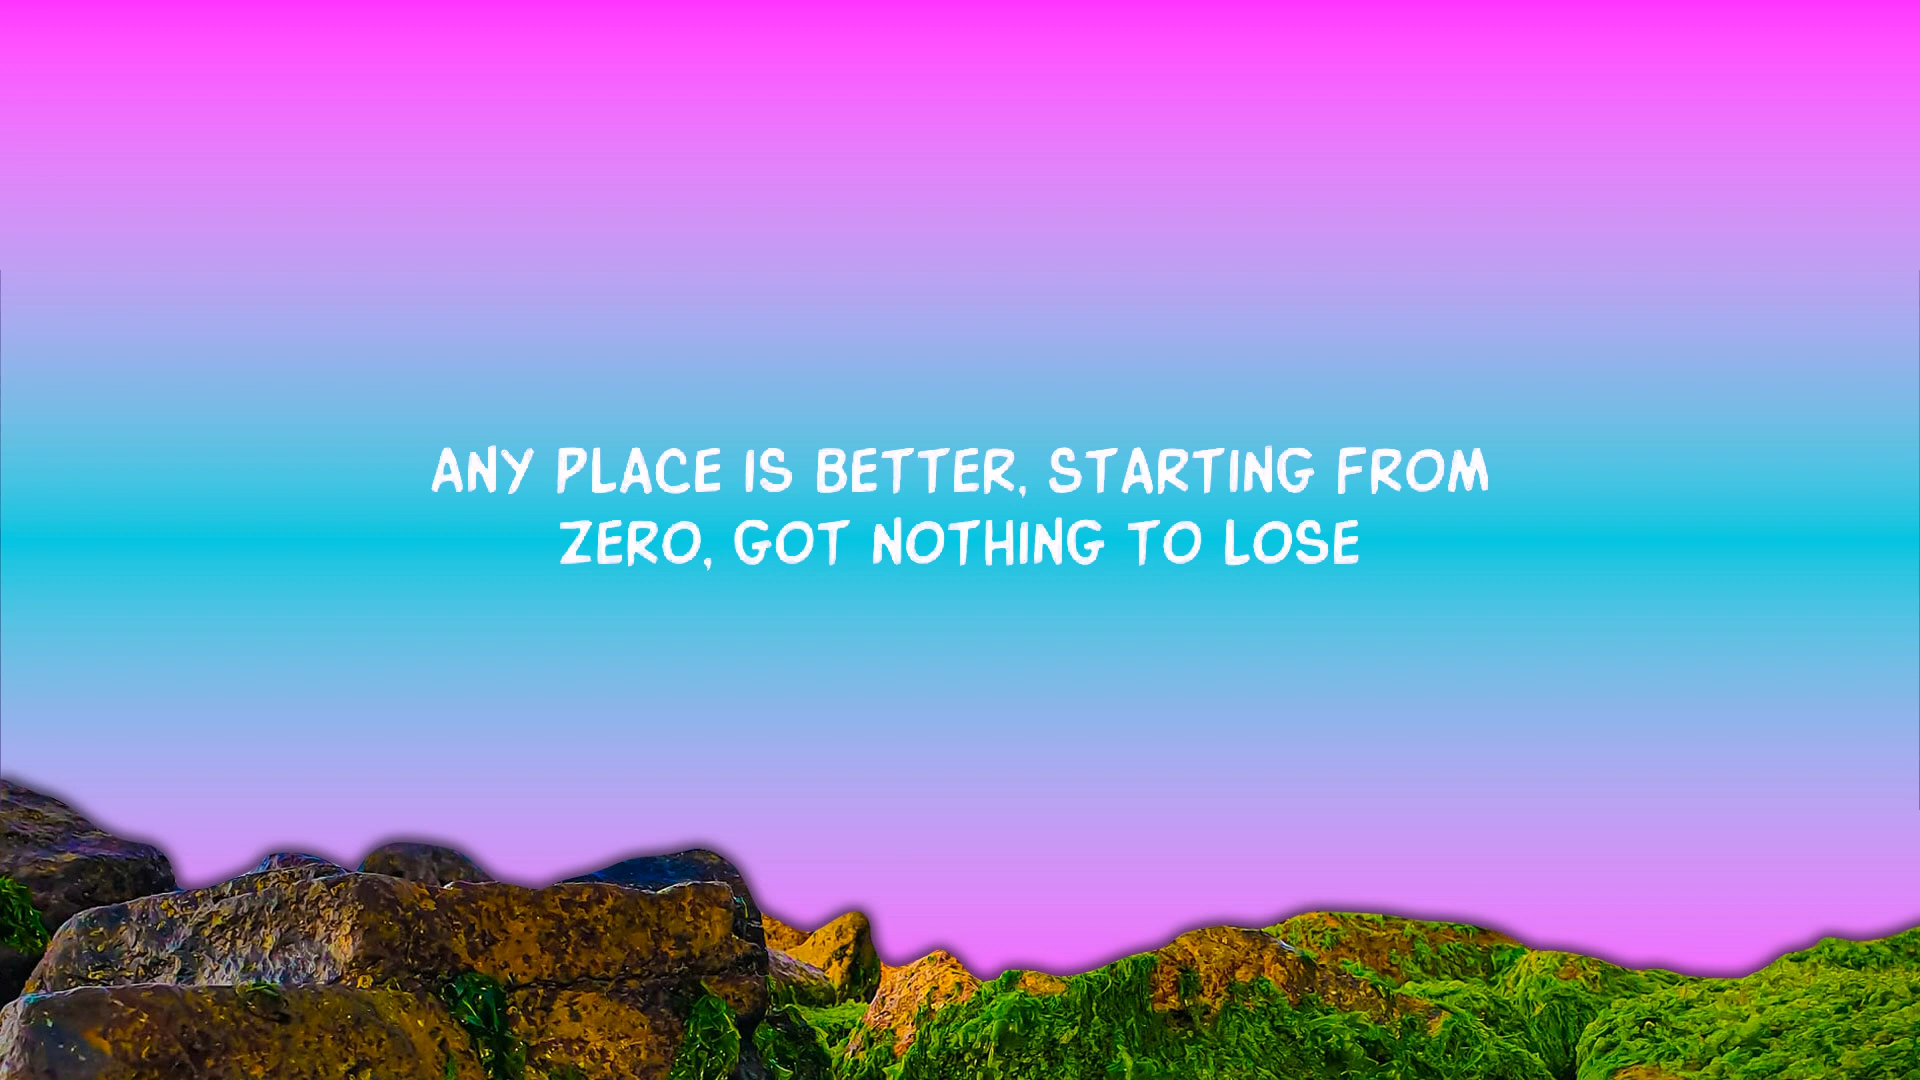 ANY PLACE IS BETTER, STARTING FROM
ZERO, GOT NOTHING TO LOSE